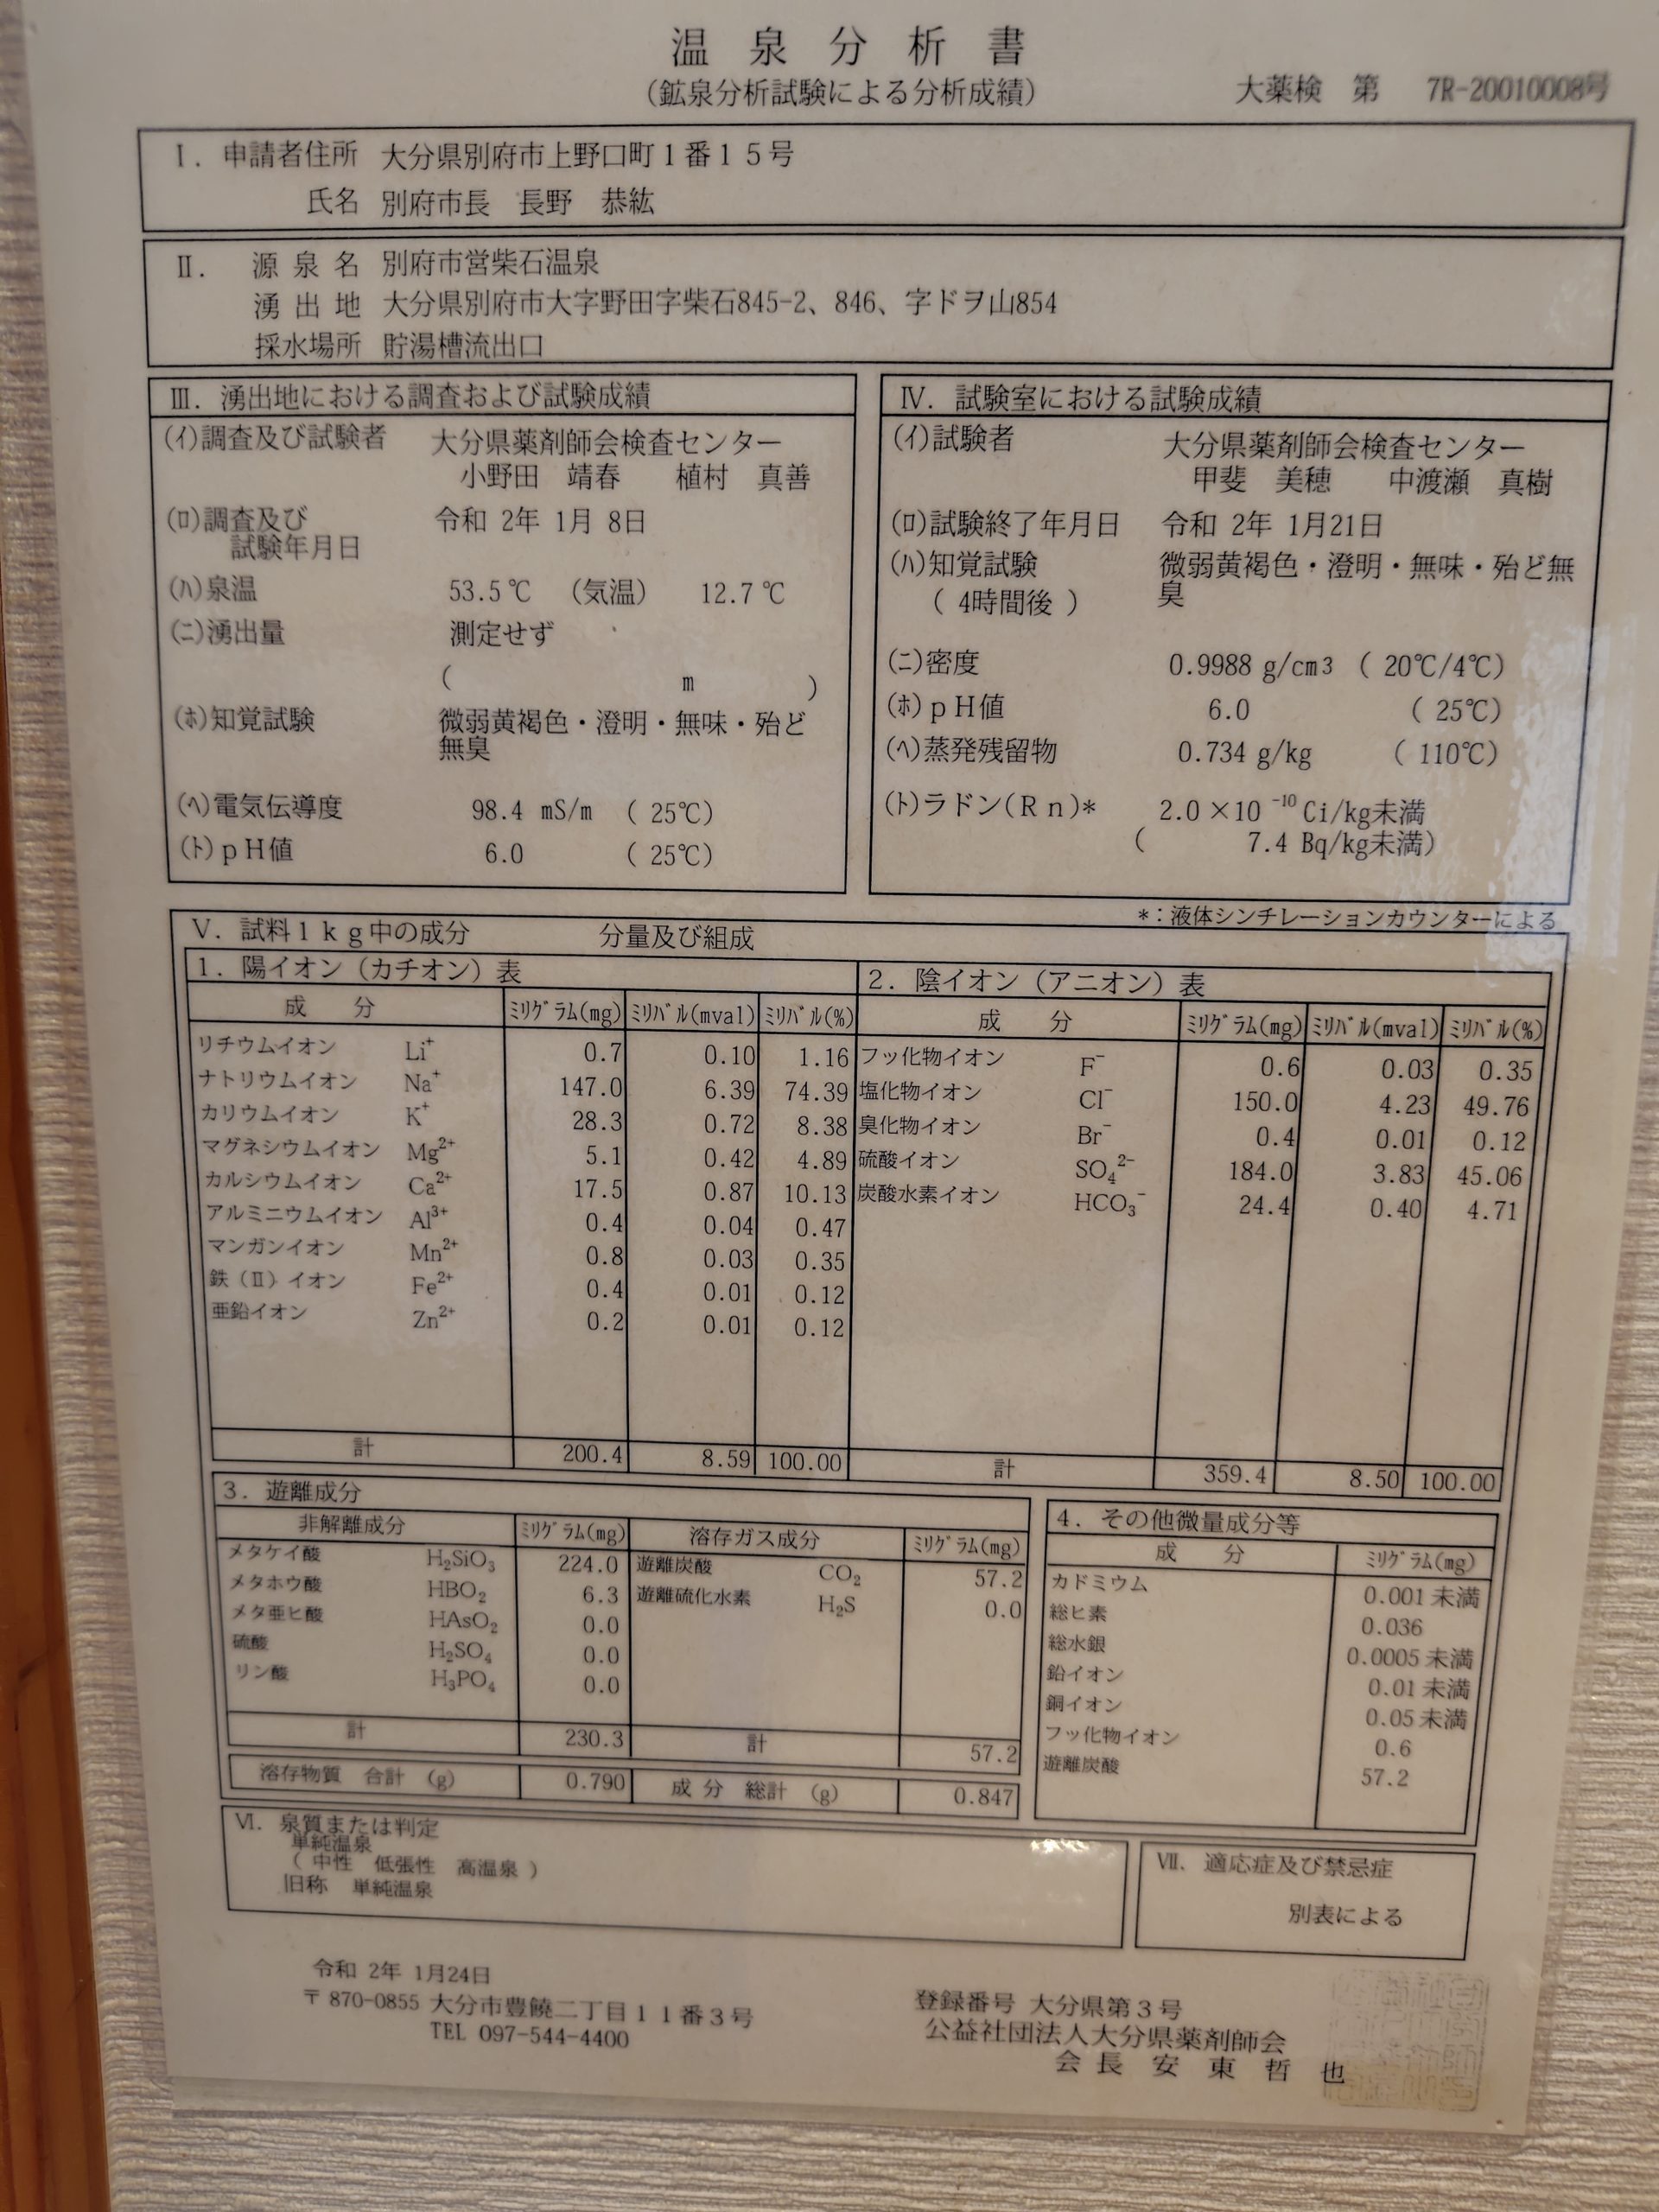 温泉分析書
(鉱泉分析試験による分析成績)
大薬検 第 7R-20010008号
Ⅰ. 申請者住所 大分県別府市上野口町1番15号
氏名 別府市長 長野 恭紘
Ⅱ. 源泉名 別府市営柴石温泉
湧出地 大分県別府市大字野田字柴石845-2、846、字ドヲ山854
採水場所 貯湯槽流出口
Ⅲ. 湧出地における調査および試験成績
(イ)調査及び試験者 大分県薬剤師会検査センター
小野田 靖春 植村 真善
(ロ)調査及び 令和 2年 1月 8日
試験年月日
(ハ)泉温 53.5℃ (気温) 12.7℃
(ニ)湧出量 測定せず
( m )
(ホ)知覚試験 微弱黄褐色・澄明・無味・殆ど
無臭
(ヘ)電気伝導度 98.4 mS/m ( 25℃)
(ト)pH値 6.0 ( 25℃)
Ⅳ. 試験室における試験成績
(イ)試験者 大分県薬剤師会検査センター
甲斐 美穂 中渡瀬 真樹
(ロ)試験終了年月日 令和 2年 1月21日
(ハ)知覚試験 微弱黄褐色・澄明・無味・殆ど無
( 4時間後 ) 臭
(ニ)密度 0.9988 g/cm3 ( 20℃/4℃)
(ホ)pH値 6.0 ( 25℃)
(ヘ)蒸発残留物 0.734 g/kg ( 110℃)
(ト)ラドン(Rn)* 2.0×10⁻¹⁰Ci/kg未満
( 7.4 Bq/kg未満)
*:液体シンチレーションカウンターによる
Ⅴ. 試料1kg中の成分 分量及び組成
1. 陽イオン(カチオン)表
成分 ミリグラム(mg) ミリバル(mval) ミリバル(%)
リチウムイオン Li⁺ 0.7 0.10 1.16
ナトリウムイオン Na⁺ 147.0 6.39 74.39
カリウムイオン K⁺ 28.3 0.72 8.38
マグネシウムイオン Mg²⁺ 5.1 0.42 4.89
カルシウムイオン Ca²⁺ 17.5 0.87 10.13
アルミニウムイオン Al³⁺ 0.4 0.04 0.47
マンガンイオン Mn²⁺ 0.8 0.03 0.35
鉄(Ⅱ)イオン Fe²⁺ 0.4 0.01 0.12
亜鉛イオン Zn²⁺ 0.2 0.01 0.12
計 200.4 8.59 100.00
2. 陰イオン(アニオン)表
成分 ミリグラム(mg) ミリバル(mval) ミリバル(%)
フッ化物イオン F⁻ 0.6 0.03 0.35
塩化物イオン Cl⁻ 150.0 4.23 49.76
臭化物イオン Br⁻ 0.4 0.01 0.12
硫酸イオン SO₄²⁻ 184.0 3.83 45.06
炭酸水素イオン HCO₃⁻ 24.4 0.40 4.71
計 359.4 8.50 100.00
3. 遊離成分
非解離成分 ミリグラム(mg)
メタケイ酸 H₂SiO₃ 224.0
メタホウ酸 HBO₂ 6.3
メタ亜ヒ酸 HAsO₂ 0.0
硫酸 H₂SO₄ 0.0
リン酸 H₃PO₄ 0.0
計 230.3
溶存ガス成分 ミリグラム(mg)
遊離炭酸 CO₂ 57.2
遊離硫化水素 H₂S 0.0
計 57.2
溶存物質 合計 (g) 0.790 成分 総計 (g) 0.847
4. その他微量成分等
成分 ミリグラム(mg)
カドミウム 0.001 未満
総ヒ素 0.036
総水銀 0.0005 未満
鉛イオン 0.01 未満
銅イオン 0.05 未満
フッ化物イオン 0.6
遊離炭酸 57.2
Ⅵ. 泉質または判定
単純温泉
( 中性 低張性 高温泉 )
旧称 単純温泉
Ⅶ. 適応症及び禁忌症
別表による
令和 2年 1月24日
〒870-0855 大分市豊饒二丁目11番3号
TEL 097-544-4400
登録番号 大分県第3号
公益社団法人大分県薬剤師会
会長 安東哲也